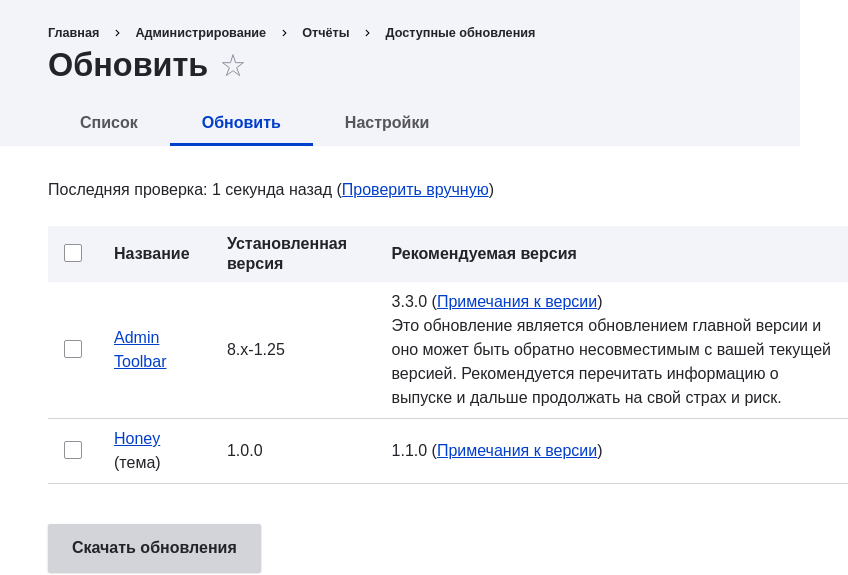 Главная › Администрирование › Отчёты › Доступные обновления
Обновить ☆
Список Обновить Настройки
Последняя проверка: 1 секунда назад (Проверить вручную)
Название Установленная версия Рекомендуемая версия
Admin Toolbar
8.x-1.25
3.3.0 (Примечания к версии)
Это обновление является обновлением главной версии и
оно может быть обратно несовместимым с вашей текущей
версией. Рекомендуется перечитать информацию о
выпуске и дальше продолжать на свой страх и риск.
Honey
(тема)
1.0.0
1.1.0 (Примечания к версии)
Скачать обновления